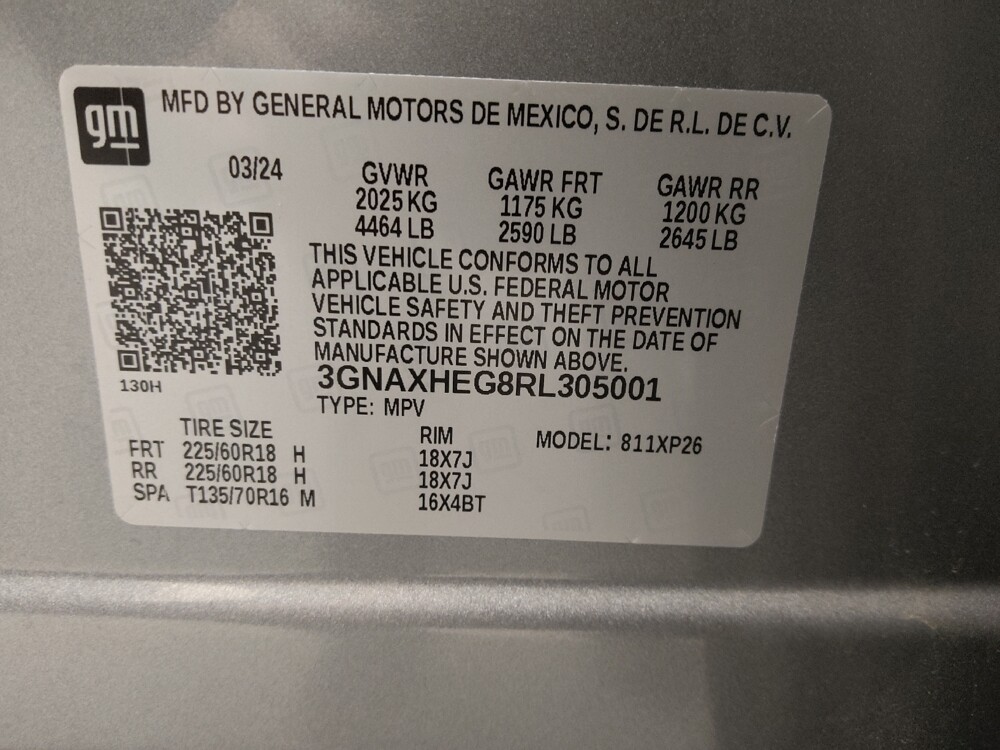 gm
MFD BY GENERAL MOTORS DE MEXICO, S. DE R.L. DE C.V.
03/24 GVWR GAWR FRT GAWR RR
2025 KG 1175 KG 1200 KG
4464 LB 2590 LB 2645 LB
THIS VEHICLE CONFORMS TO ALL
APPLICABLE U.S. FEDERAL MOTOR
VEHICLE SAFETY AND THEFT PREVENTION
STANDARDS IN EFFECT ON THE DATE OF
MANUFACTURE SHOWN ABOVE.
130H
3GNAXHEG8RL305001
TYPE: MPV
TIRE SIZE RIM MODEL: 811XP26
FRT 225/60R18 H 18X7J
RR 225/60R18 H 18X7J
SPA T135/70R16 M 16X4BT